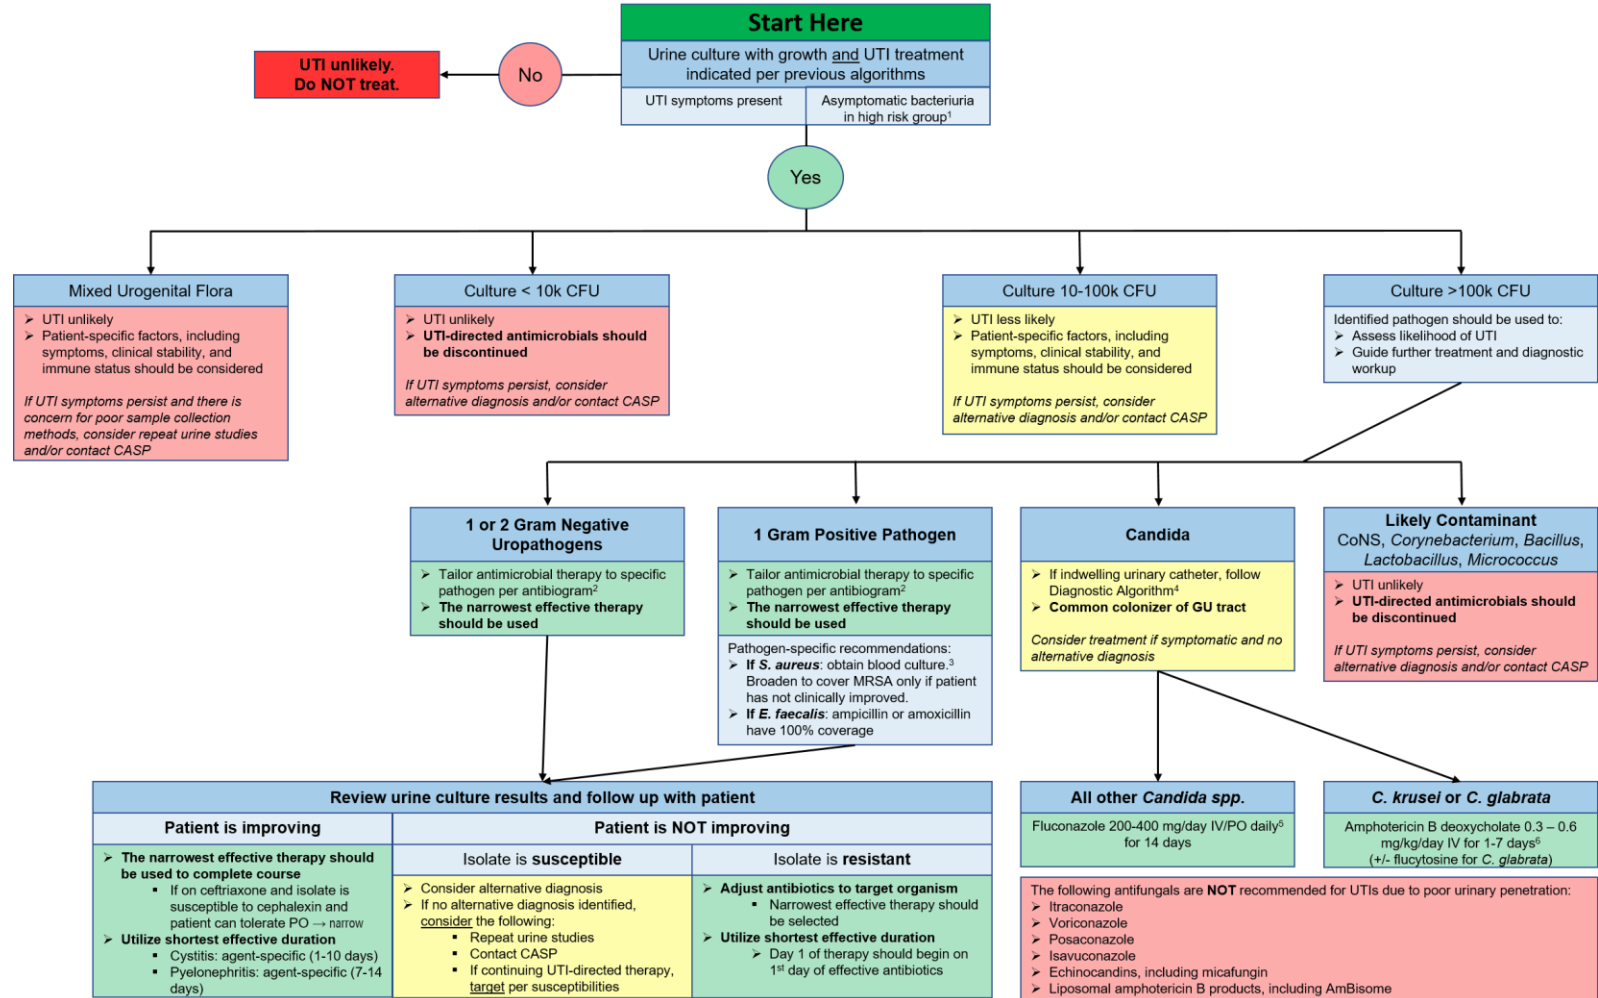 Start Here
Urine culture with growth and UTI treatment
indicated per previous algorithms
UTI symptoms present
Asymptomatic bacteriuria
in high risk group¹
No
UTI unlikely.
Do NOT treat.
Yes
Mixed Urogenital Flora
➢ UTI unlikely
➢ Patient-specific factors, including
symptoms, clinical stability, and
immune status should be considered
If UTI symptoms persist and there is
concern for poor sample collection
methods, consider repeat urine studies
and/or contact CASP
Culture < 10k CFU
➢ UTI unlikely
➢ UTI-directed antimicrobials should
be discontinued
If UTI symptoms persist, consider
alternative diagnosis and/or contact CASP
Culture 10-100k CFU
➢ UTI less likely
➢ Patient-specific factors, including
symptoms, clinical stability, and
immune status should be considered
If UTI symptoms persist, consider
alternative diagnosis and/or contact CASP
Culture >100k CFU
Identified pathogen should be used to:
➢ Assess likelihood of UTI
➢ Guide further treatment and diagnostic
workup
1 or 2 Gram Negative
Uropathogens
➢ Tailor antimicrobial therapy to specific
pathogen per antibiogram²
➢ The narrowest effective therapy
should be used
1 Gram Positive Pathogen
➢ Tailor antimicrobial therapy to specific
pathogen per antibiogram²
➢ The narrowest effective therapy
should be used
Pathogen-specific recommendations:
➢ If S. aureus: obtain blood culture.³
Broaden to cover MRSA only if patient
has not clinically improved.
➢ If E. faecalis: ampicillin or amoxicillin
have 100% coverage
Candida
➢ If indwelling urinary catheter, follow
Diagnostic Algorithm⁴
➢ Common colonizer of GU tract
Consider treatment if symptomatic and no
alternative diagnosis
Likely Contaminant
CoNS, Corynebacterium, Bacillus,
Lactobacillus, Micrococcus
➢ UTI unlikely
➢ UTI-directed antimicrobials should
be discontinued
If UTI symptoms persist, consider
alternative diagnosis and/or contact CASP
Review urine culture results and follow up with patient
Patient is improving
➢ The narrowest effective therapy should
be used to complete course
▪ If on ceftriaxone and isolate is
susceptible to cephalexin and
patient can tolerate PO → narrow
➢ Utilize shortest effective duration
▪ Cystitis: agent-specific (1-10 days)
▪ Pyelonephritis: agent-specific (7-14
days)
Patient is NOT improving
Isolate is susceptible
➢ Consider alternative diagnosis
➢ If no alternative diagnosis identified,
consider the following:
▪ Repeat urine studies
▪ Contact CASP
▪ If continuing UTI-directed therapy,
target per susceptibilities
Isolate is resistant
➢ Adjust antibiotics to target organism
▪ Narrowest effective therapy should
be selected
➢ Utilize shortest effective duration
➢ Day 1 of therapy should begin on
1st day of effective antibiotics
All other Candida spp.
Fluconazole 200-400 mg/day IV/PO daily⁵
for 14 days
C. krusei or C. glabrata
Amphotericin B deoxycholate 0.3 – 0.6
mg/kg/day IV for 1-7 days⁶
(+/- flucytosine for C. glabrata)
The following antifungals are NOT recommended for UTIs due to poor urinary penetration:
➢ Itraconazole
➢ Voriconazole
➢ Posaconazole
➢ Isavuconazole
➢ Echinocandins, including micafungin
➢ Liposomal amphotericin B products, including AmBisome